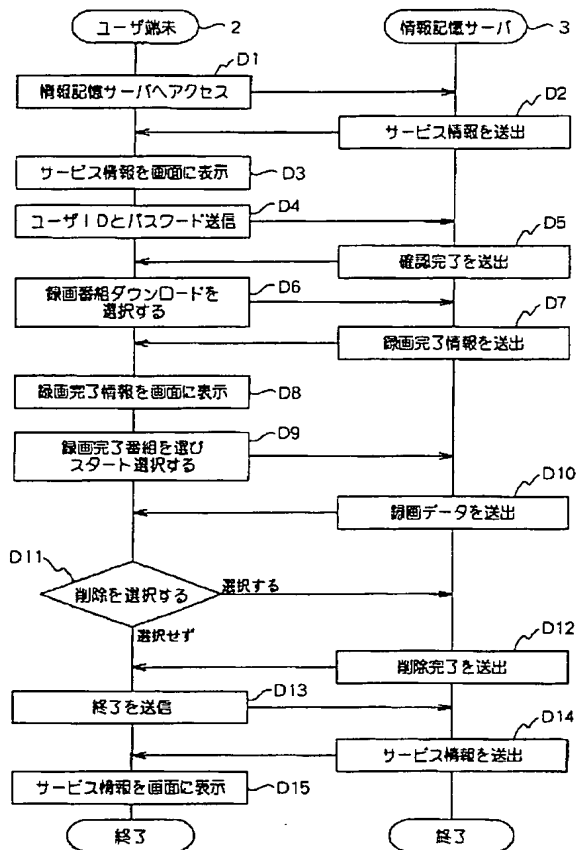 ユーザ端末
2
情報記憶サーバ
3
D1
情報記憶サーバへアクセス
D2
サービス情報を送出
サービス情報を画面に表示
D3
D4
ユーザIDとパスワード送信
D5
確認完了を送出
D6
録画番組ダウンロードを
選択する
D7
録画完了情報を送出
録画完了情報を画面に表示
D8
D9
録画完了番組を選び
スタート選択する
D10
録画データを送出
D11
削除を選択する
選択する
選択せず
D12
削除完了を送出
D13
終了を送信
D14
サービス情報を送出
サービス情報を画面に表示
D15
終了
終了